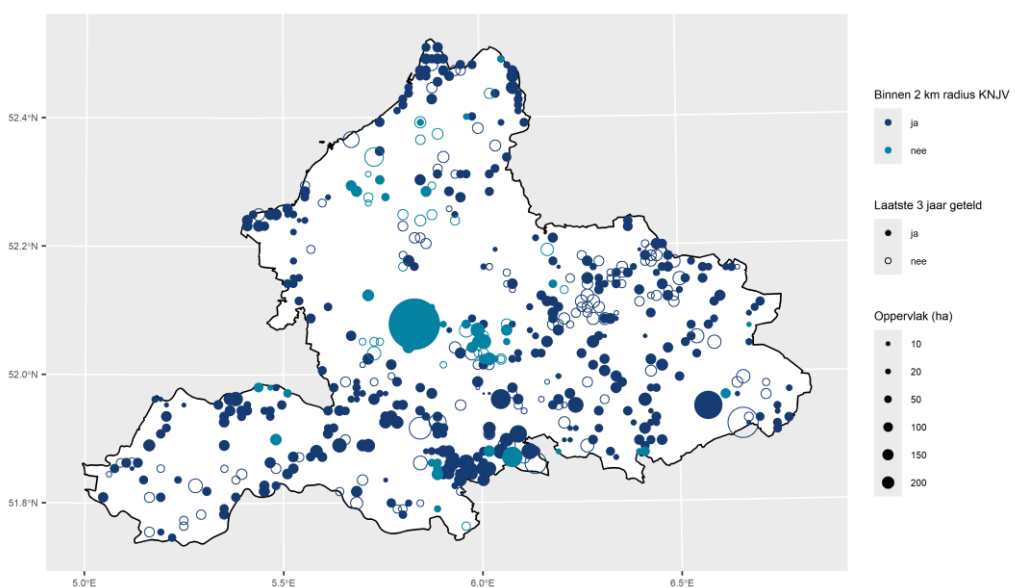 52.4°N
52.2°N
52.0°N
51.8°N
5.0°E
5.5°E
6.0°E
6.5°E
Binnen 2 km radius KNJV
ja
nee
Laatste 3 jaar geteld
ja
nee
Oppervlak (ha)
10
20
50
100
150
200